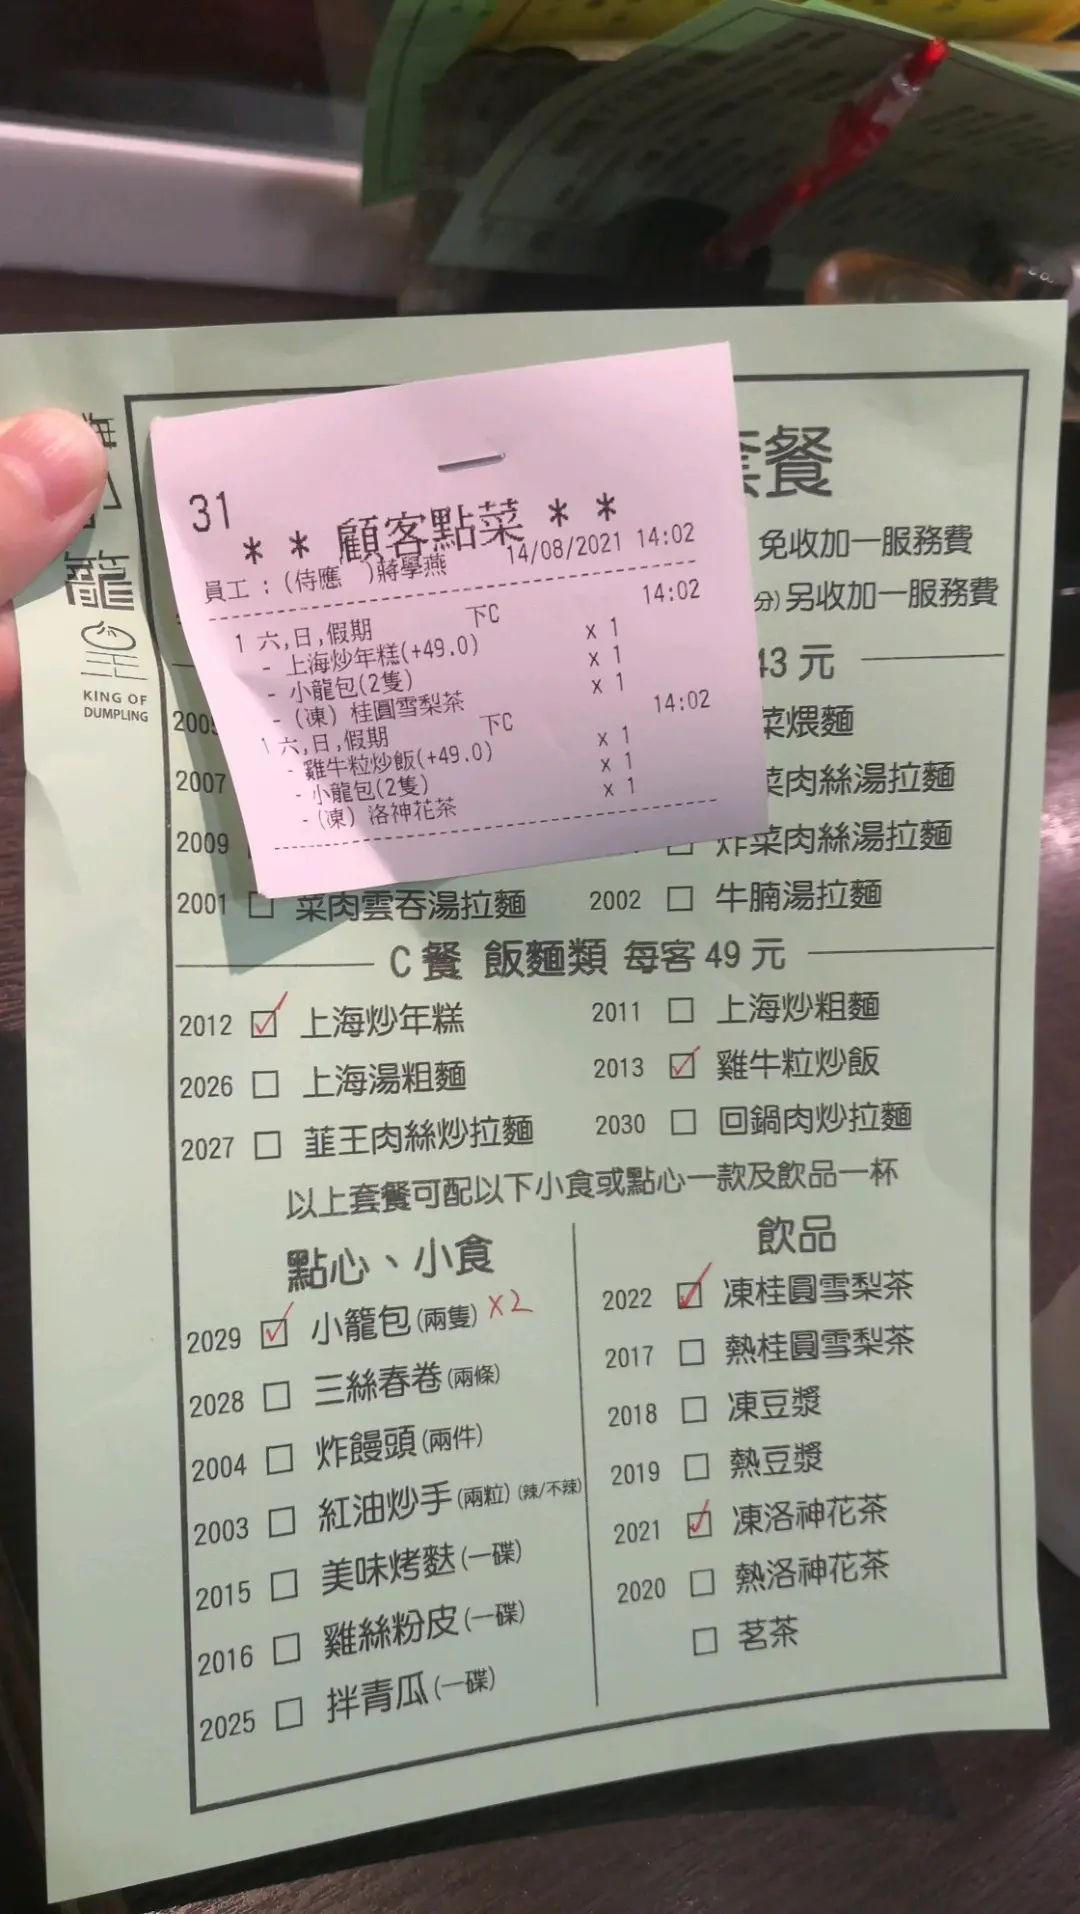 31
* * 顧客點菜 * *
員工：(侍應 )蔣學燕 14/08/2021 14:02
1 六,日,假期 下C 14:02
- 上海炒年糕(+49.0) x 1
- 小龍包(2隻) x 1
- (凍) 桂圓雪梨茶 x 1
1 六,日,假期 下C 14:02
- 雞牛粒炒飯(+49.0) x 1
- 小龍包(2隻) x 1
- (凍) 洛神花茶 x 1
籠
KING OF
DUMPLING
套餐
免收加一服務費
分) 另收加一服務費
43 元
2005
菜煨麵
2007 菜肉絲湯拉麵
2009 炸菜肉絲湯拉麵
2001 菜肉雲吞湯拉麵 2002 牛腩湯拉麵
C 餐 飯麵類 每客 49 元
2012 上海炒年糕 2011 上海炒粗麵
2026 上海湯粗麵 2013 雞牛粒炒飯
2027 韮王肉絲炒拉麵 2030 回鍋肉炒拉麵
以上套餐可配以下小食或點心一款及飲品一杯
點心、小食
2029 小籠包 (兩隻) X2
2028 三絲春卷 (兩條)
2004 炸饅頭 (兩件)
2003 紅油炒手 (兩粒) (辣/不辣)
2015 美味烤麩 (一碟)
2016 雞絲粉皮 (一碟)
2025 拌青瓜 (一碟)
飲品
2022 凍桂圓雪梨茶
2017 熱桂圓雪梨茶
2018 凍豆漿
2019 熱豆漿
2021 凍洛神花茶
2020 熱洛神花茶
茗茶